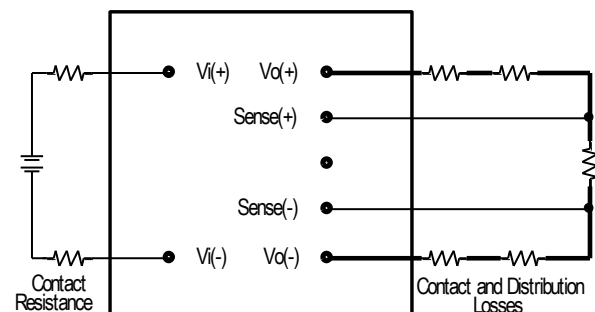 Vi(+) Vo(+)
Sense(+)
Sense(-)
Vi(-) Vo(-)
Contact
Resistance
Contact and Distribution
Losses